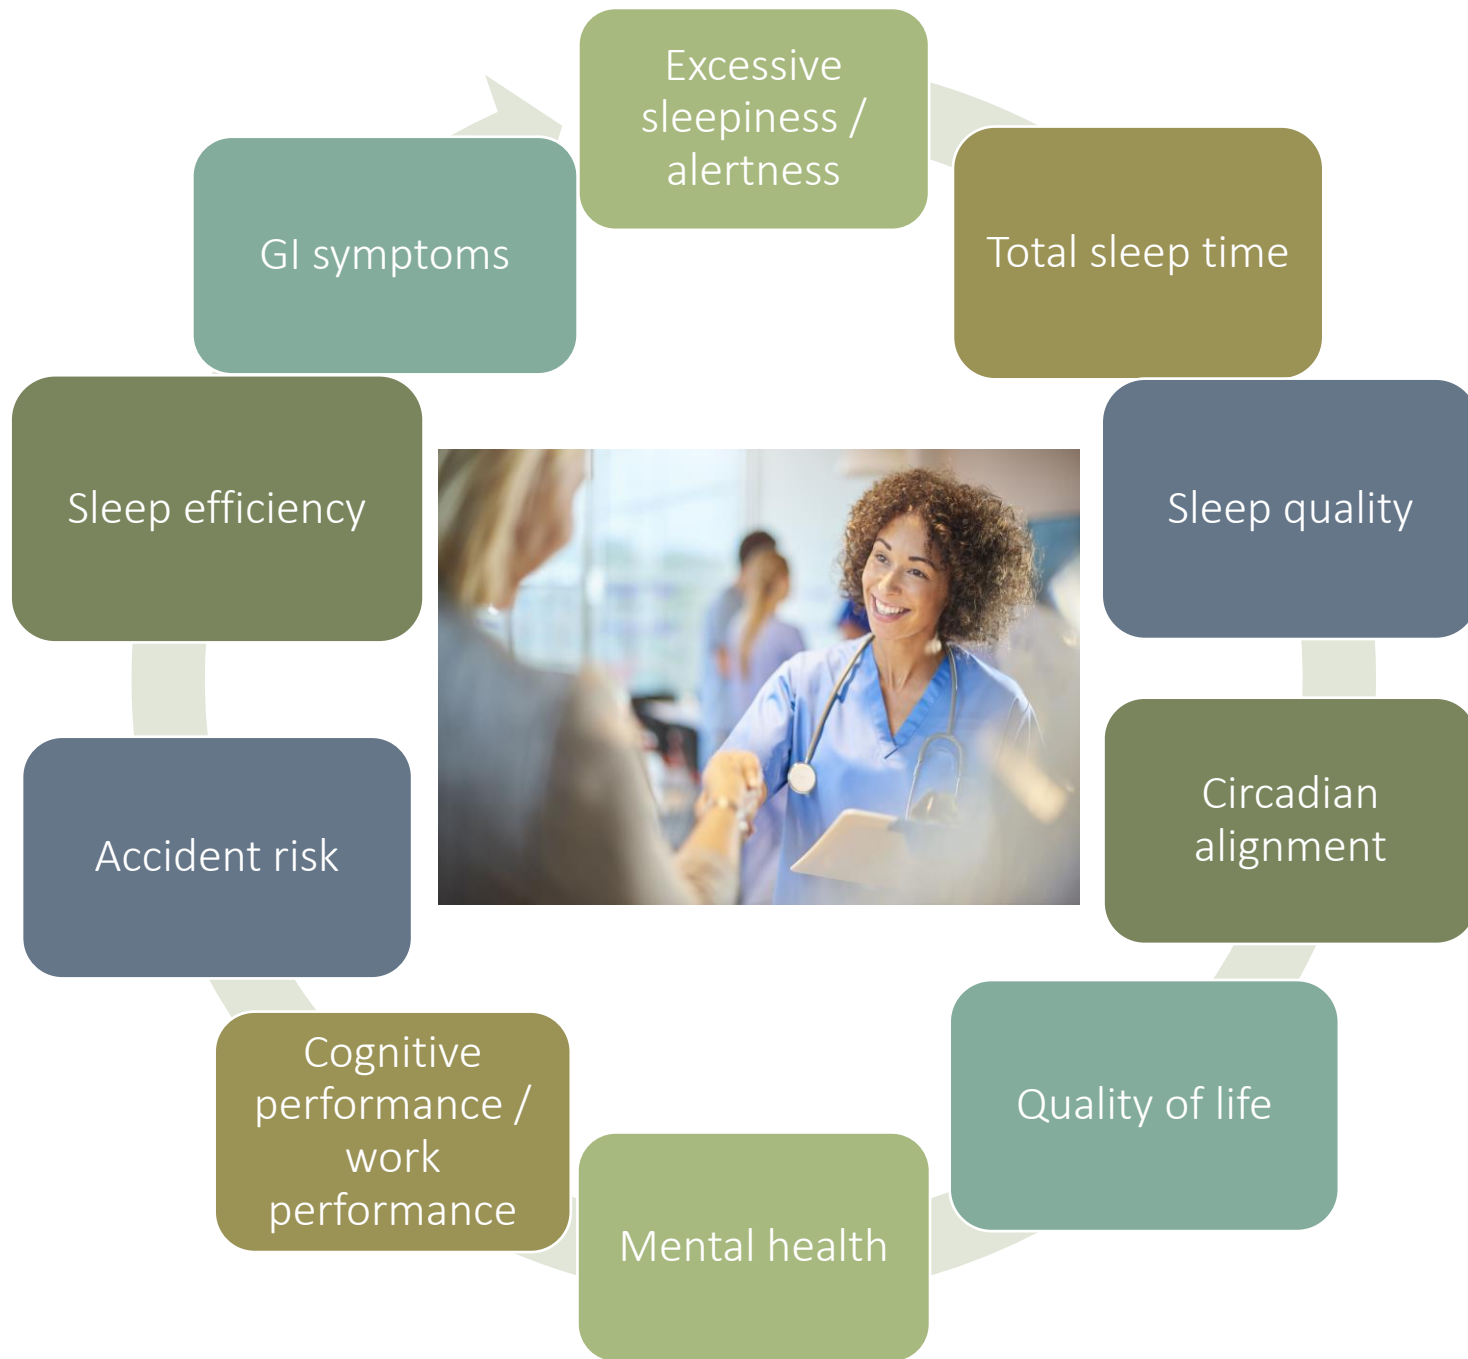 Excessive
sleepiness /
alertness
Total sleep time
Sleep quality
Circadian
alignment
Quality of life
Mental health
Cognitive
performance /
work
performance
Accident risk
Sleep efficiency
GI symptoms